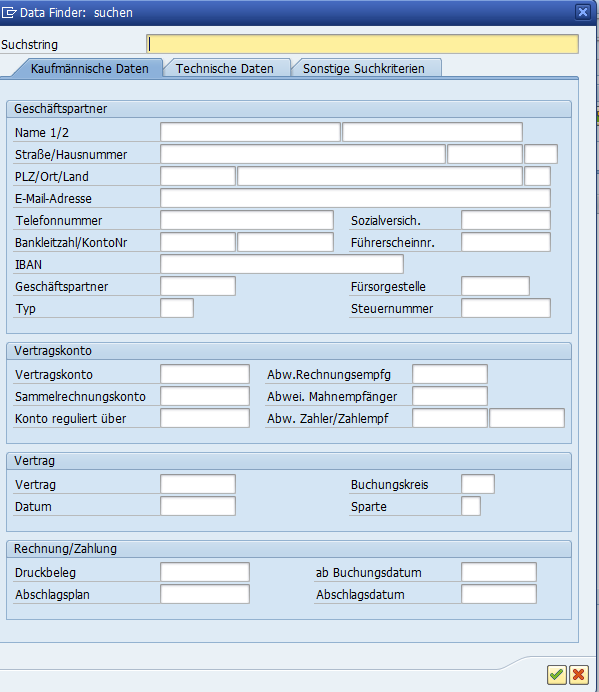 Data Finder: suchen
Suchstring
Kaufmännische Daten Technische Daten Sonstige Suchkriterien
Geschäftspartner
Name 1/2
Straße/Hausnummer
PLZ/Ort/Land
E-Mail-Adresse
Telefonnummer Sozialversich.
Bankleitzahl/KontoNr Führerscheinnr.
IBAN
Geschäftspartner Fürsorgestelle
Typ Steuernummer
Vertragskonto
Vertragskonto Abw.Rechnungsempfg
Sammelrechnungskonto Abwei. Mahnempfänger
Konto reguliert über Abw. Zahler/Zahlempf
Vertrag
Vertrag Buchungskreis
Datum Sparte
Rechnung/Zahlung
Druckbeleg ab Buchungsdatum
Abschlagsplan Abschlagsdatum